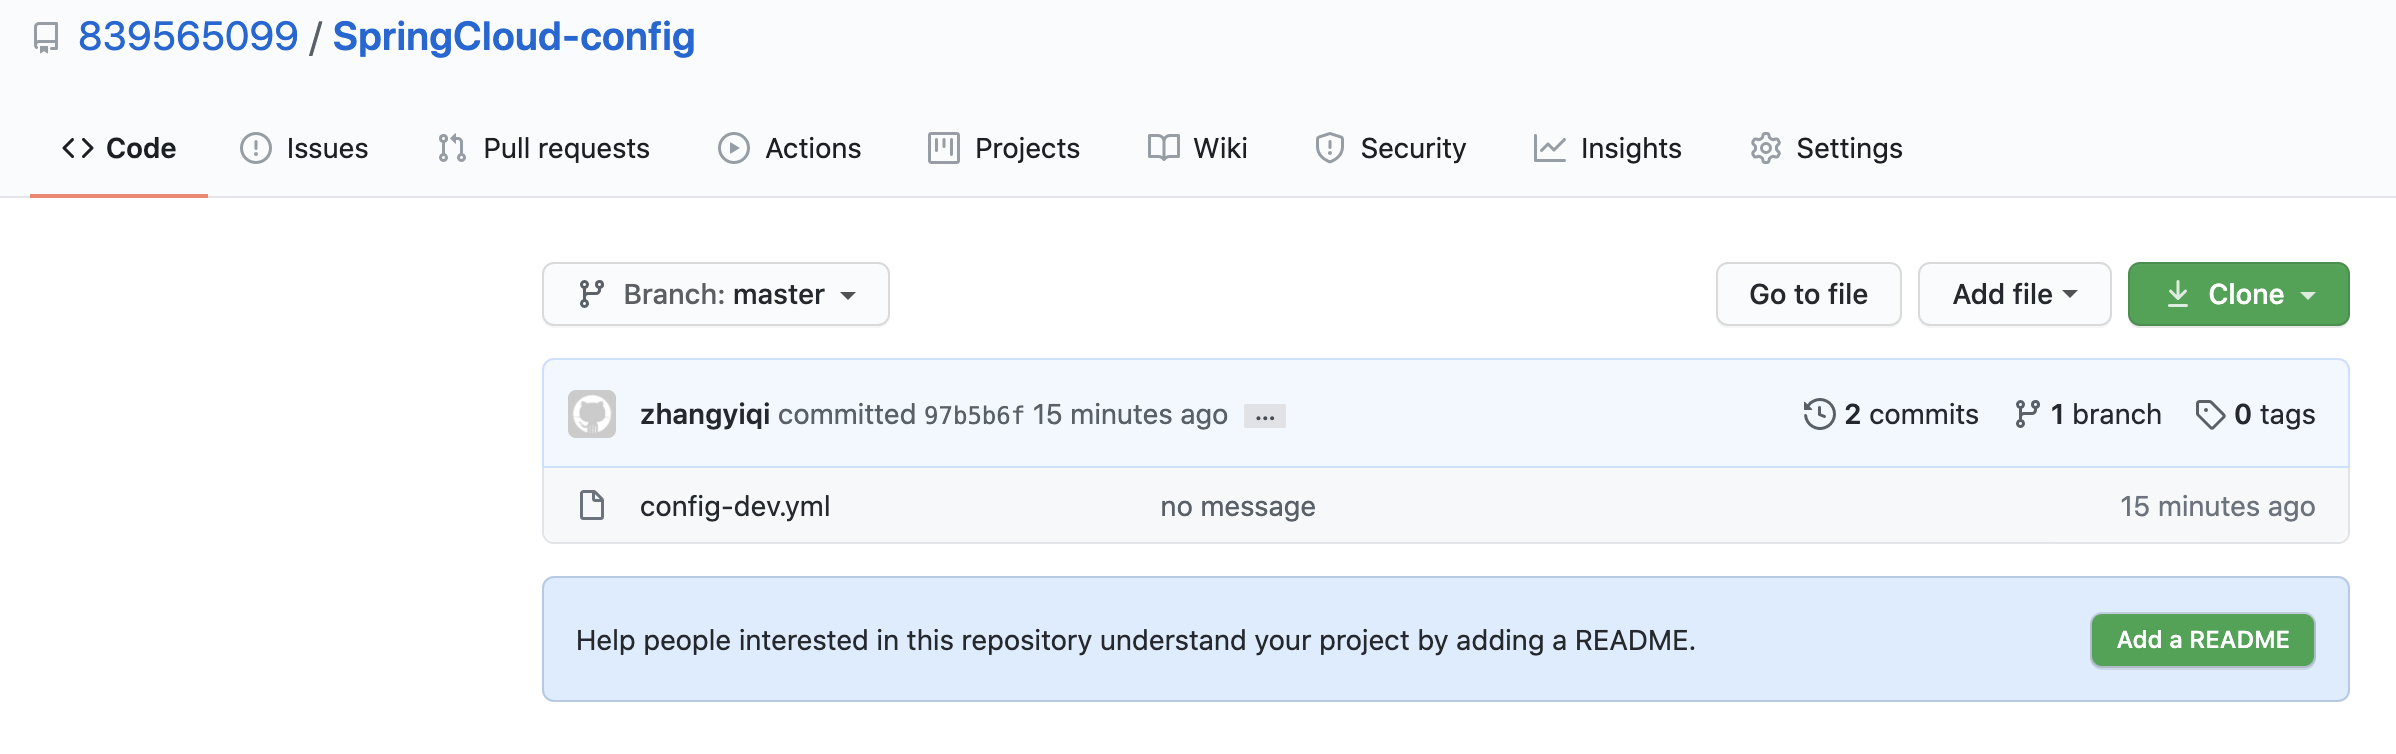 839565099 / SpringCloud-config
Code Issues Pull requests Actions Projects Wiki Security Insights Settings
Branch: master Go to file Add file Clone
zhangyiqi committed 97b5b6f 15 minutes ago ... 2 commits 1 branch 0 tags
config-dev.yml no message 15 minutes ago
Help people interested in this repository understand your project by adding a README. Add a README